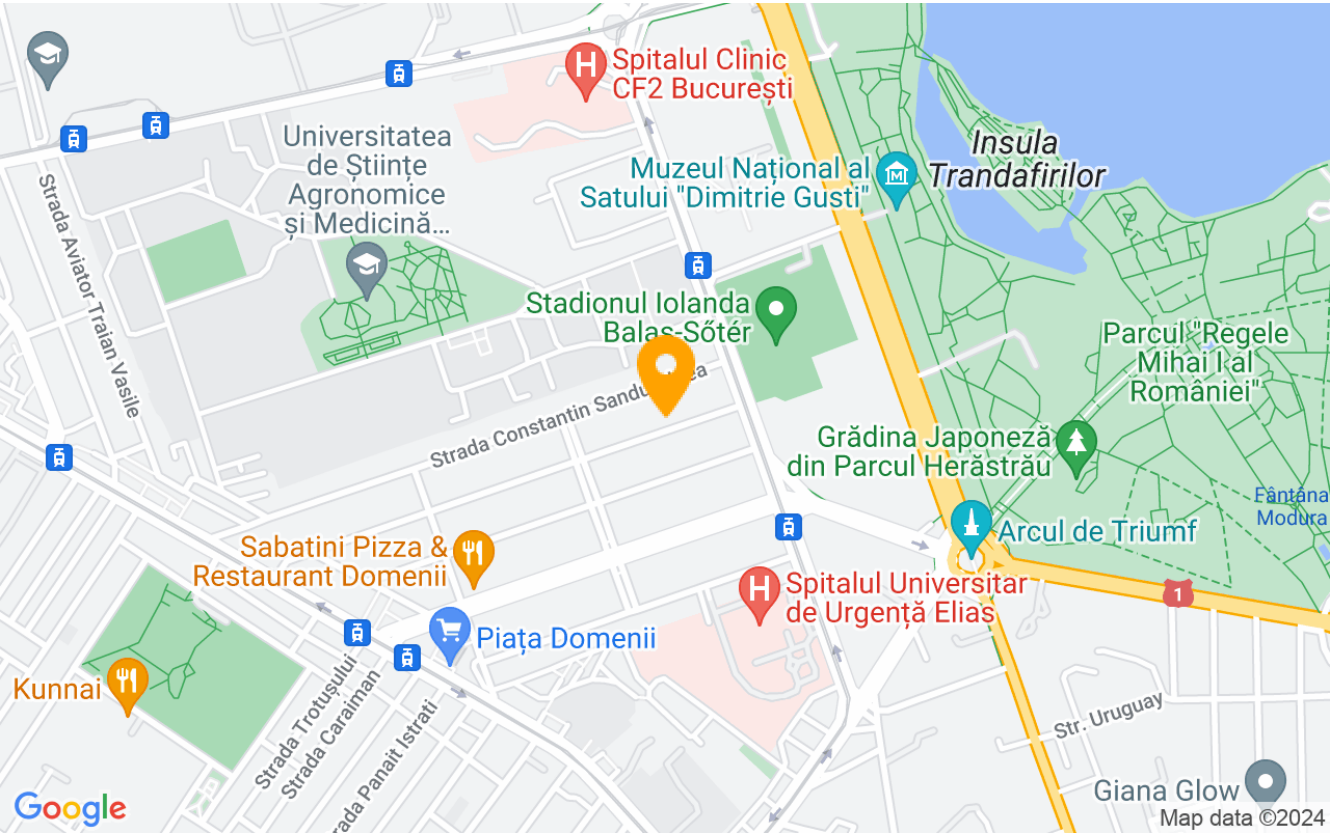 Spitalul Clinic
CF2 București
Universitatea
de Științe
Agronomice
și Medicină...
Insula
Trandafirilor
Muzeul Național al
Satului "Dimitrie Gusti"
Strada Aviator Traian Vasile
Stadionul Iolanda
Balaș-Sőtér
Parcul "Regele
Mihai I al
României"
Strada Constantin
Grădina Japoneză
din Parcul Herăstrău
Fântâna
Modura
Arcul de Triumf
Sabatini Pizza &
Restaurant Domenii
1
Spitalul Universitar
de Urgență Elias
Piața Domenii
Kunnai
Strada Trotușului
Strada Caraiman
rada Panait Istrati
Str. Uruguay
Giana Glow
Google
Map data ©2024